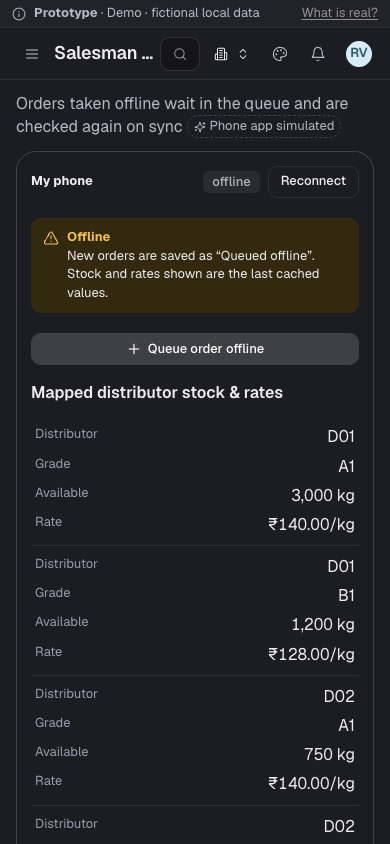 Prototype · Demo · fictional local data What is real?
Salesman ... RV
Orders taken offline wait in the queue and are
checked again on sync Phone app simulated
My phone offline Reconnect
Offline
New orders are saved as “Queued offline”.
Stock and rates shown are the last cached
values.
Queue order offline
Mapped distributor stock & rates
Distributor D01
Grade A1
Available 3,000 kg
Rate ₹140.00/kg
Distributor D01
Grade B1
Available 1,200 kg
Rate ₹128.00/kg
Distributor D02
Grade A1
Available 750 kg
Rate ₹140.00/kg
Distributor D02